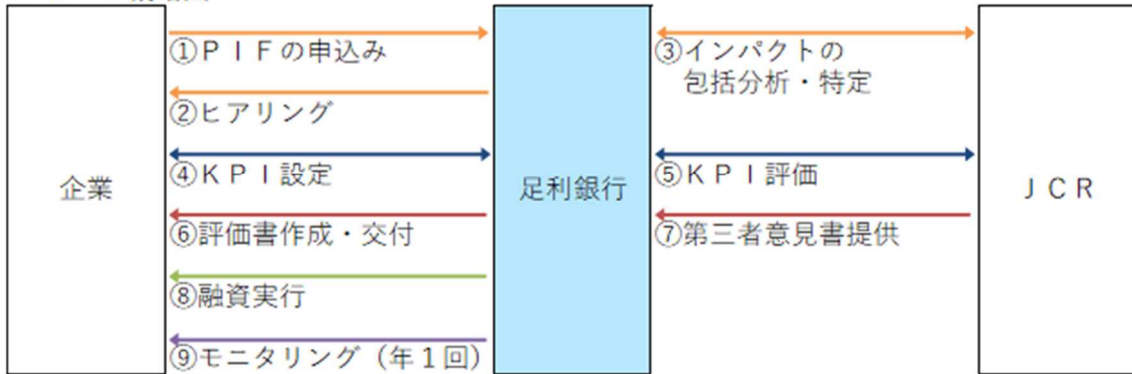 ①ＰＩＦの申込み
③インパクトの
包括分析・特定
②ヒアリング
企業
④ＫＰＩ設定
足利銀行
⑤ＫＰＩ評価
ＪＣＲ
⑥評価書作成・交付
⑦第三者意見書提供
⑧融資実行
⑨モニタリング（年１回）